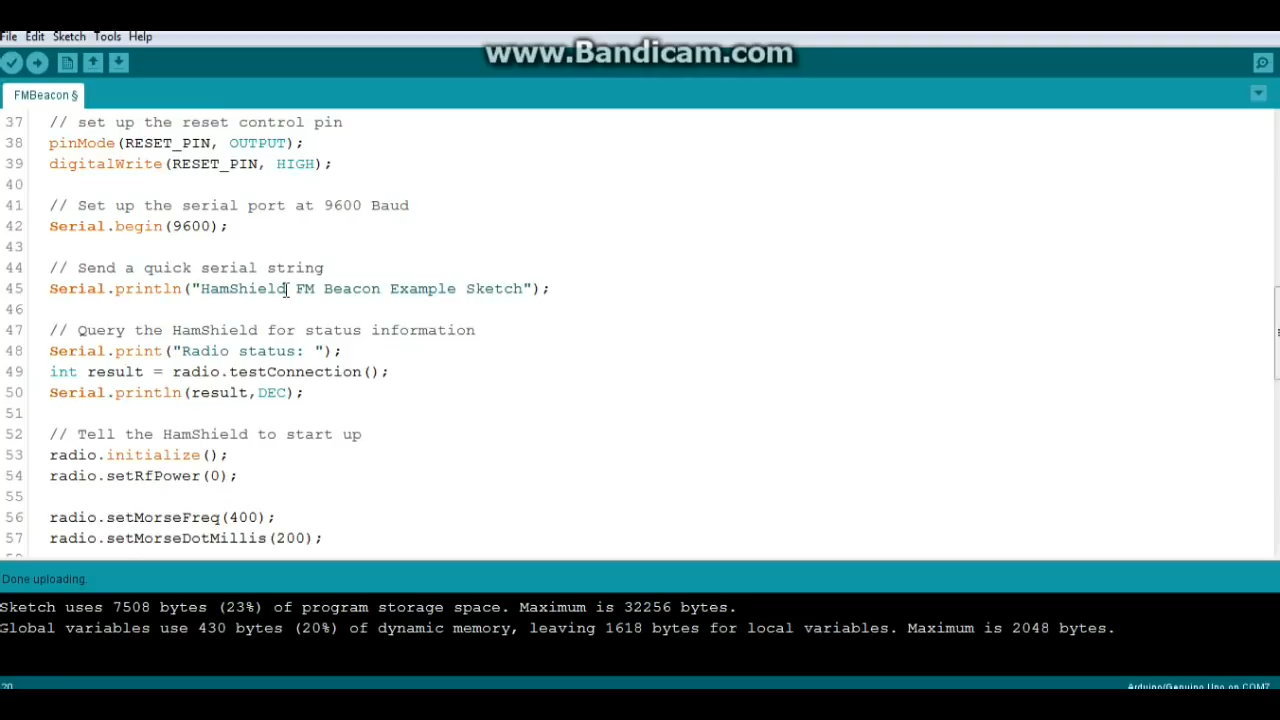 www.Bandicam.com
File Edit Sketch Tools Help
FMBeacon §
37 // set up the reset control pin
38 pinMode(RESET_PIN, OUTPUT);
39 digitalWrite(RESET_PIN, HIGH);
40
41 // Set up the serial port at 9600 Baud
42 Serial.begin(9600);
43
44 // Send a quick serial string
45 Serial.println("HamShield FM Beacon Example Sketch");
46
47 // Query the HamShield for status information
48 Serial.print("Radio status: ");
49 int result = radio.testConnection();
50 Serial.println(result,DEC);
51
52 // Tell the HamShield to start up
53 radio.initialize();
54 radio.setRfPower(0);
55
56 radio.setMorseFreq(400);
57 radio.setMorseDotMillis(200);
Done uploading.
Sketch uses 7508 bytes (23%) of program storage space. Maximum is 32256 bytes.
Global variables use 430 bytes (20%) of dynamic memory, leaving 1618 bytes for local variables. Maximum is 2048 bytes.
Arduino/Genuino Uno on COM7